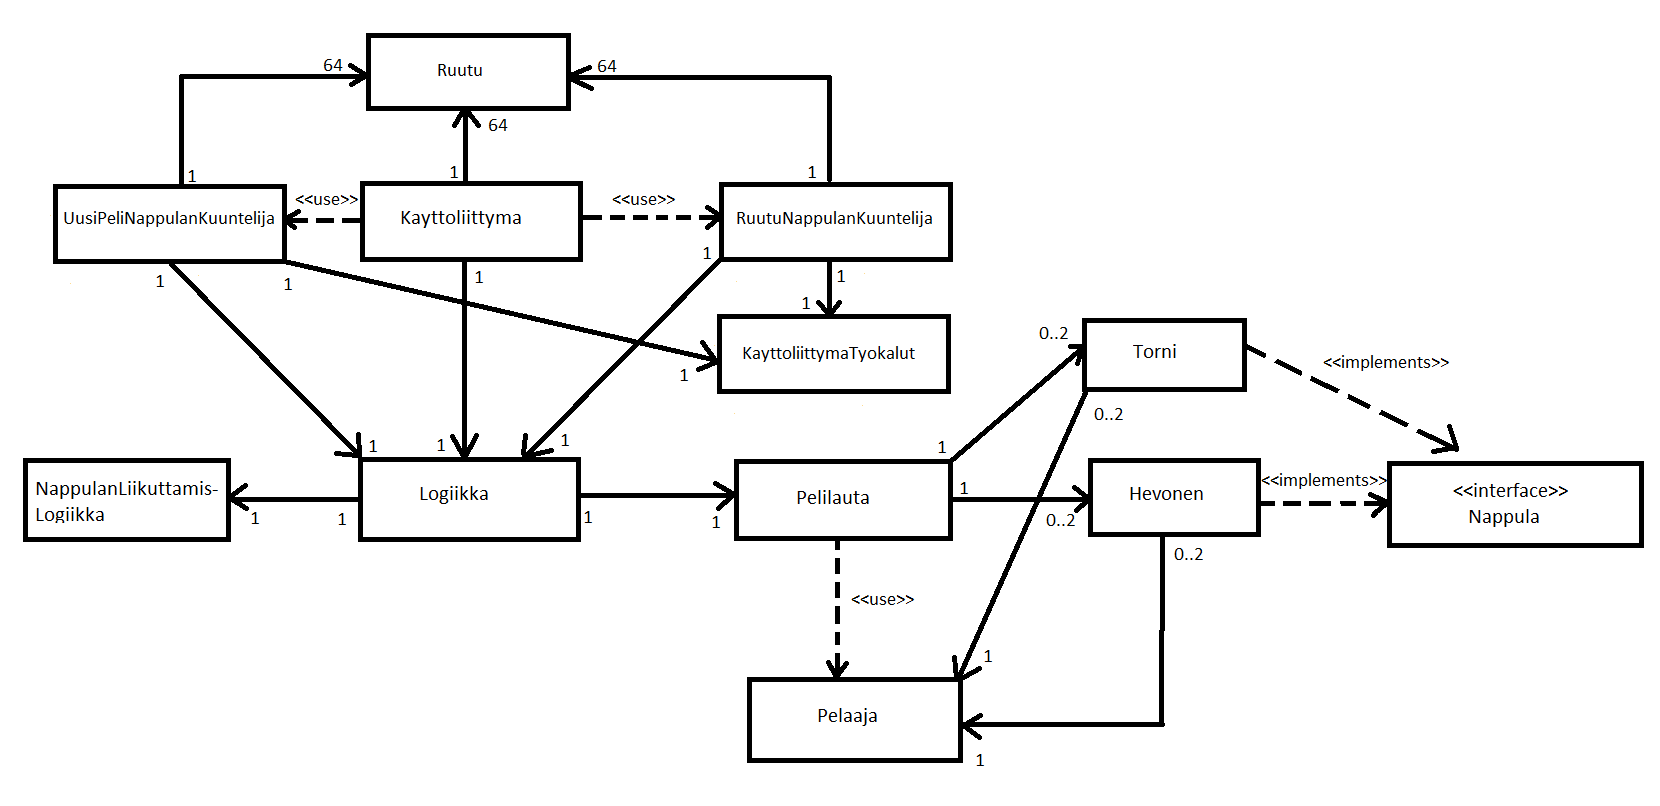 Ruutu
64
64
64
1
1
1
<<use>>
<<use>>
UusiPeliNappulanKuuntelija
Kayttoliittyma
RuutuNappulanKuuntelija
1
1
1
1
1
1
KayttoliittymaTyokalut
1
0..2
Torni
<<implements>>
0..2
1
1
1
1
NappulanLiikuttamis-
Logiikka
Logiikka
Pelilauta
1
0..2
Hevonen
<<implements>>
<<interface>>
Nappula
1
1
1
1
0..2
<<use>>
1
Pelaaja
1